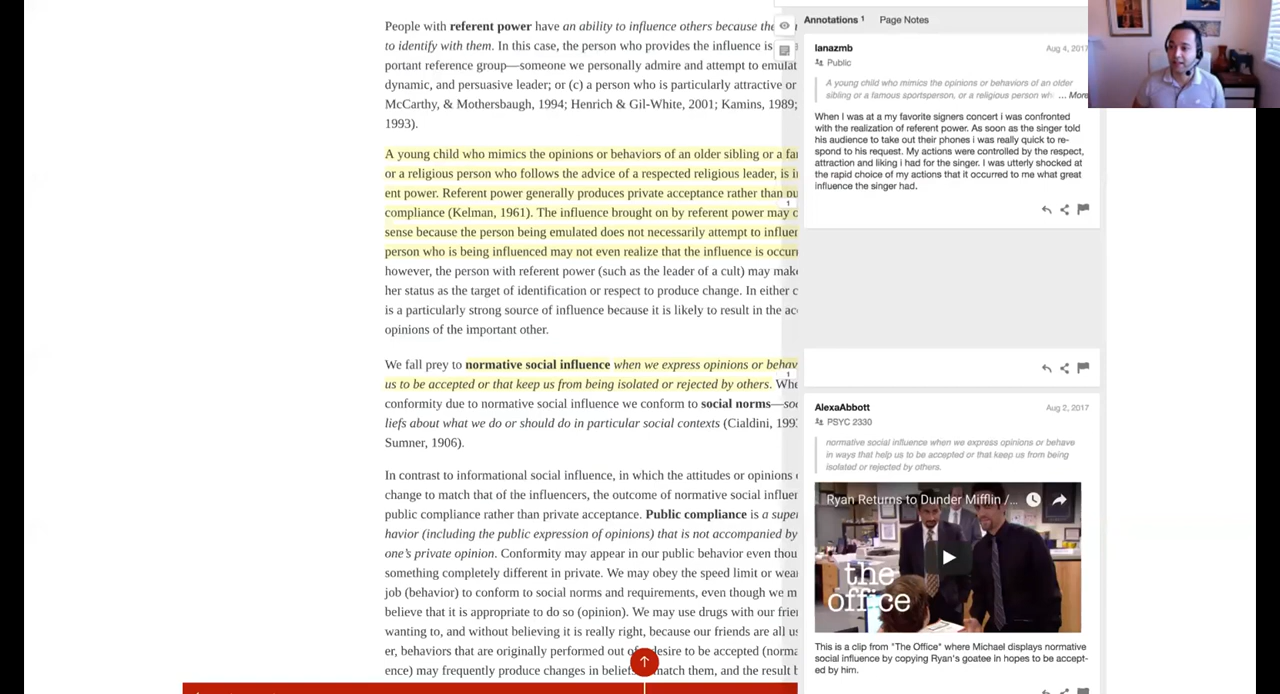 People with referent power have an ability to influence others because the
to identify with them. In this case, the person who provides the influence is
portant reference group—someone we personally admire and attempt to emulat
dynamic, and persuasive leader; or (c) a person who is particularly attractive or
McCarthy, & Mothersbaugh, 1994; Henrich & Gil-White, 2001; Kamins, 1989;
1993).
A young child who mimics the opinions or behaviors of an older sibling or a fa
or a religious person who follows the advice of a respected religious leader, is i
ent power. Referent power generally produces private acceptance rather than pu
compliance (Kelman, 1961). The influence brought on by referent power may o
sense because the person being emulated does not necessarily attempt to influen
person who is being influenced may not even realize that the influence is occurr
however, the person with referent power (such as the leader of a cult) may make
her status as the target of identification or respect to produce change. In either c
is a particularly strong source of influence because it is likely to result in the ac
opinions of the important other.
We fall prey to normative social influence when we express opinions or behav
us to be accepted or that keep us from being isolated or rejected by others. Whe
conformity due to normative social influence we conform to social norms—soc
liefs about what we do or should do in particular social contexts (Cialdini, 199
Sumner, 1906).
In contrast to informational social influence, in which the attitudes or opinions
change to match that of the influencers, the outcome of normative social influen
public compliance rather than private acceptance. Public compliance is a super
havior (including the public expression of opinions) that is not accompanied by
one's private opinion. Conformity may appear in our public behavior even thou
something completely different in private. We may obey the speed limit or wear
job (behavior) to conform to social norms and requirements, even though we m
believe that it is appropriate to do so (opinion). We may use drugs with our frie
wanting to, and without believing it is really right, because our friends are all us
er, behaviors that are originally performed out of desire to be accepted (norma
ence) may frequently produce changes in beliefs match them, and the result b
1
1
Annotations 1 Page Notes
lanazmb Aug 4, 2017
Public
A young child who mimics the opinions or behaviors of an older
sibling or a famous sportsperson, or a religious person wh ... More
When I was at a my favorite signers concert i was confronted
with the realization of referent power. As soon as the singer told
his audience to take out their phones i was really quick to re-
spond to his request. My actions were controlled by the respect,
attraction and liking i had for the singer. I was utterly shocked at
the rapid choice of my actions that it occurred to me what great
influence the singer had.
AlexaAbbott Aug 2, 2017
PSYC 2330
normative social influence when we express opinions or behave
in ways that help us to be accepted or that keep us from being
isolated or rejected by others.
Ryan Returns to Dunder Mifflin /...
the
office
This is a clip from "The Office" where Michael displays normative
social influence by copying Ryan's goatee in hopes to be accept-
ed by him.